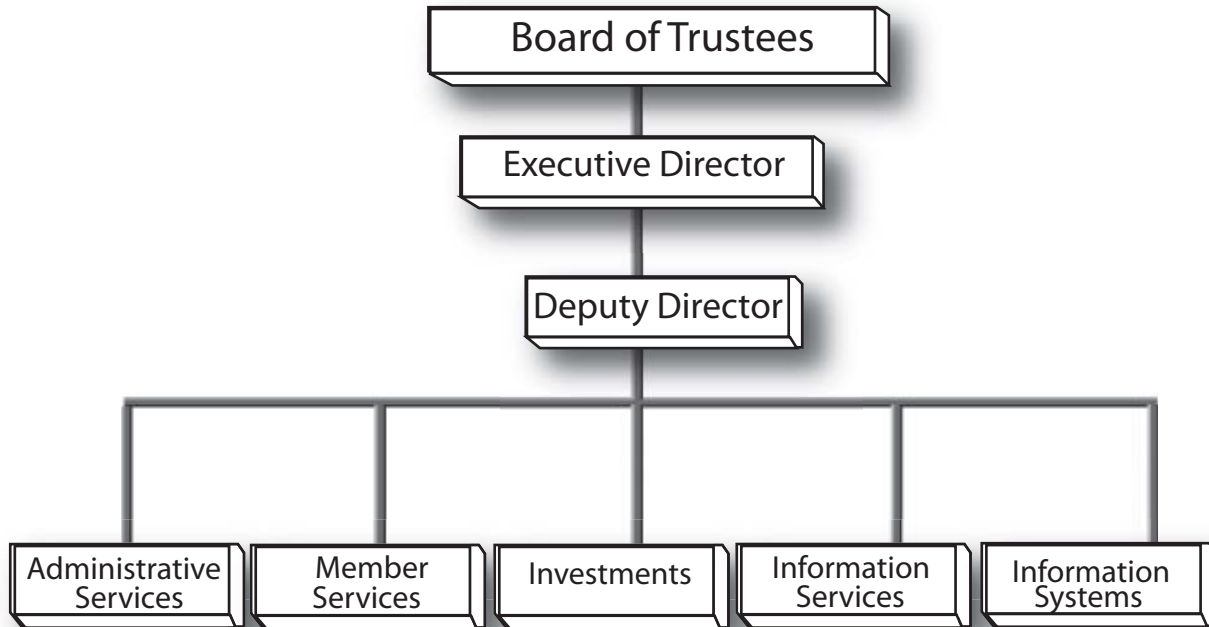 Board of Trustees
Executive Director
Deputy Director
Administrative
Services
Member
Services
Investments
Information
Services
Information
Systems